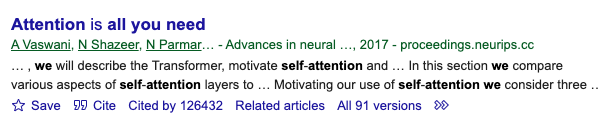 Attention is all you need
A Vaswani, N Shazeer, N Parmar… - Advances in neural …, 2017 - proceedings.neurips.cc
… , we will describe the Transformer, motivate self-attention and … In this section we compare
various aspects of self-attention layers to … Motivating our use of self-attention we consider three ..
Save Cite Cited by 126432 Related articles All 91 versions